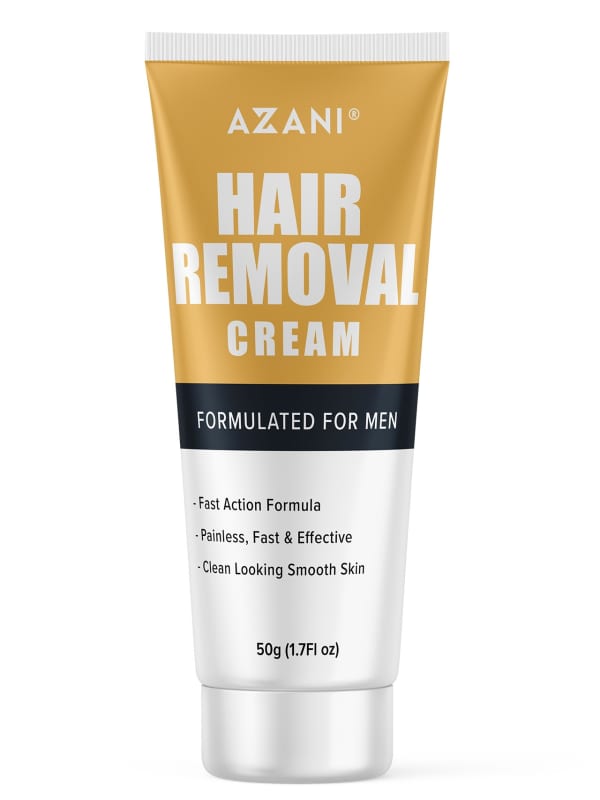 AZANI®
HAIR
REMOVAL
CREAM
FORMULATED FOR MEN
- Fast Action Formula
- Painless, Fast & Effective
- Clean Looking Smooth Skin
50g (1.7Fl oz)